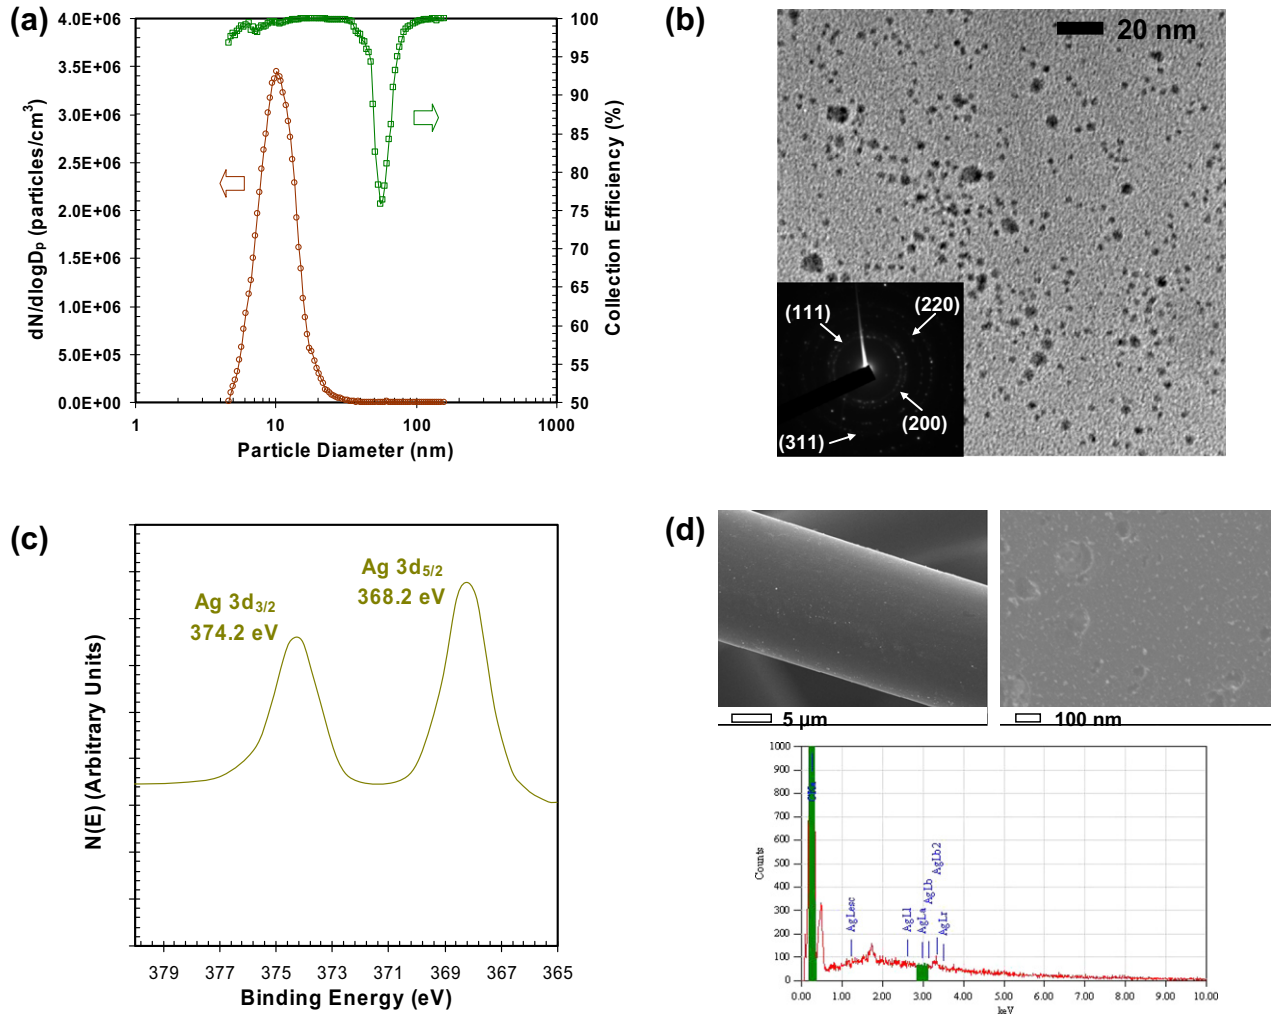 (a)
4.0E+06
3.5E+06
3.0E+06
2.5E+06
2.0E+06
1.5E+06
1.0E+06
5.0E+05
0.0E+00
dN/dlogDp (particles/cm3)
100
95
90
85
80
75
70
65
60
55
50
Collection Efficiency (%)
1 10 100 1000
Particle Diameter (nm)
(b)
20 nm
(111)
(220)
(200)
(311)
(c)
Ag 3d5/2
368.2 eV
Ag 3d3/2
374.2 eV
N(E) (Arbitrary Units)
379 377 375 373 371 369 367 365
Binding Energy (eV)
(d)
5 µm
100 nm
1000
900
800
700
600
500
400
300
200
100
0
Counts
AgLesc
AgLl
AgLa
AgLb
AgLb2
AgLr
0.00 1.00 2.00 3.00 4.00 5.00 6.00 7.00 8.00 9.00 10.00
keV